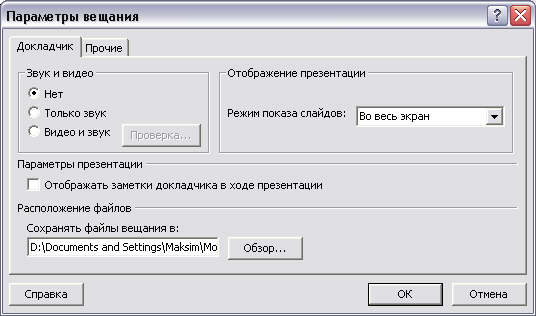 Параметры вещания
Докладчик Прочие
Звук и видео
Нет
Только звук
Видео и звук Проверка...
Отображение презентации
Режим показа слайдов: Во весь экран
Параметры презентации
Отображать заметки докладчика в ходе презентации
Расположение файлов
Сохранять файлы вещания в:
D:\Documents and Settings\Maksim\Mo Обзор...
Справка ОК Отмена